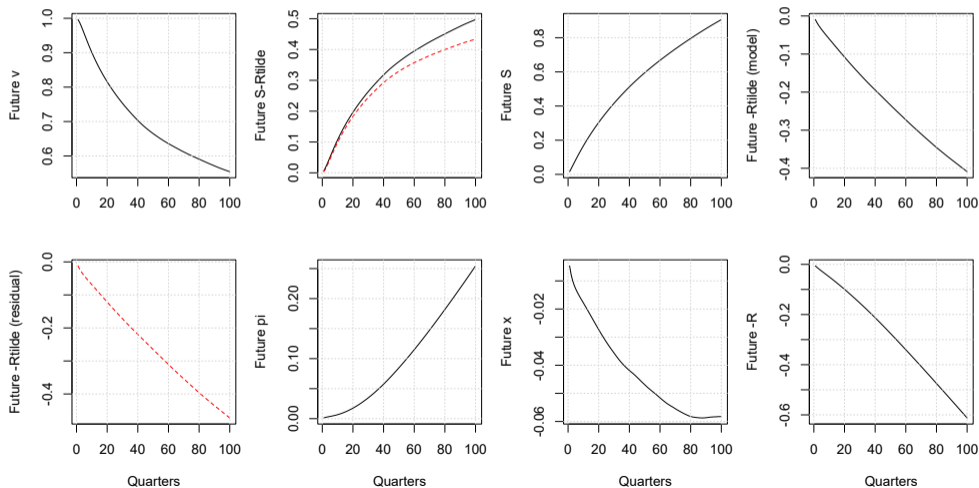 Future v
1.0
0.9
0.8
0.7
0.6
0 20 40 60 80 100
Future S-Rtilde
0.5
0.4
0.3
0.2
0.1
0.0
0 20 40 60 80 100
Future S
0.8
0.6
0.4
0.2
0.0
0 20 40 60 80 100
Future -Rtilde (model)
0.0
-0.1
-0.2
-0.3
-0.4
0 20 40 60 80 100
Future -Rtilde (residual)
0.0
-0.2
-0.4
0 20 40 60 80 100
Quarters
Future pi
0.20
0.10
0.00
0 20 40 60 80 100
Quarters
Future x
-0.02
-0.04
-0.06
0 20 40 60 80 100
Quarters
Future -R
0.0
-0.2
-0.4
-0.6
0 20 40 60 80 100
Quarters